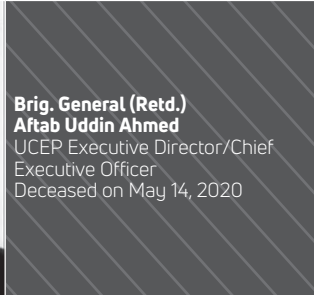 Brig. General (Retd.)
Aftab Uddin Ahmed
UCEP Executive Director/Chief
Executive Officer
Deceased on May 14, 2020